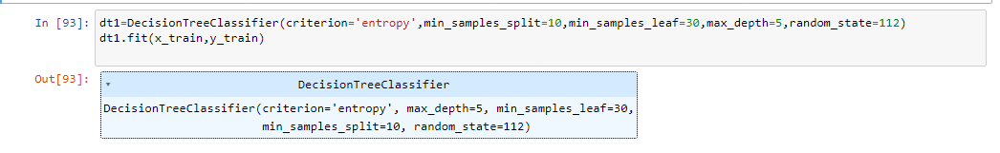 In [93]: dt1=DecisionTreeClassifier(criterion='entropy',min_samples_split=10,min_samples_leaf=30,max_depth=5,random_state=112)
dt1.fit(x_train,y_train)
Out[93]: ▾ DecisionTreeClassifier
DecisionTreeClassifier(criterion='entropy', max_depth=5, min_samples_leaf=30,
min_samples_split=10, random_state=112)